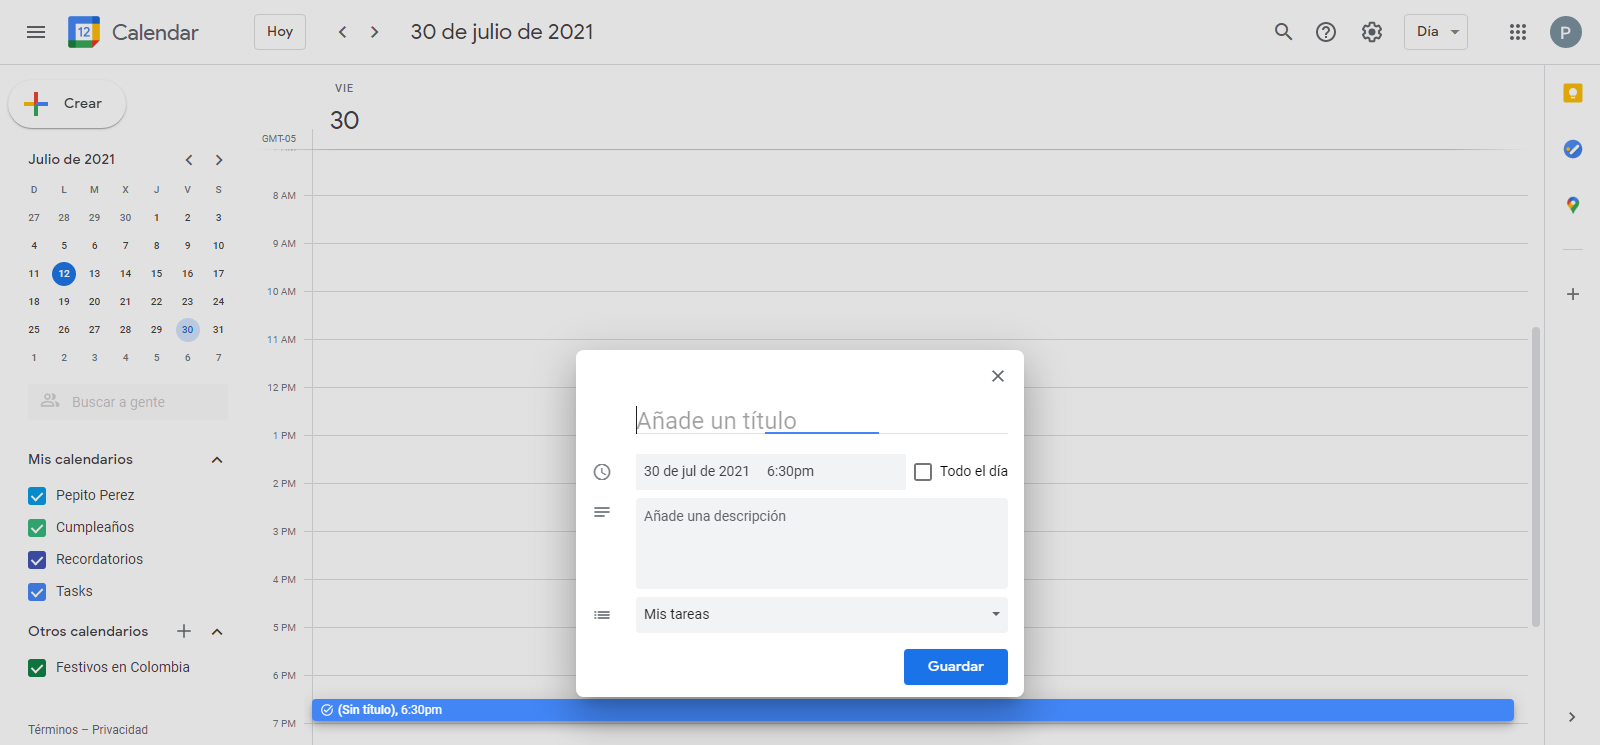 12 Calendar Hoy 30 de julio de 2021 Día P
Crear
Julio de 2021
D L M X J V S
27 28 29 30 1 2 3
4 5 6 7 8 9 10
11 12 13 14 15 16 17
18 19 20 21 22 23 24
25 26 27 28 29 30 31
1 2 3 4 5 6 7
Buscar a gente
Mis calendarios
Pepito Perez
Cumpleaños
Recordatorios
Tasks
Otros calendarios
Festivos en Colombia
Términos – Privacidad
VIE
30
GMT-05
8 AM
9 AM
10 AM
11 AM
12 PM
1 PM
2 PM
3 PM
4 PM
5 PM
6 PM
7 PM
Añade un título
30 de jul de 2021 6:30pm Todo el día
Añade una descripción
Mis tareas
Guardar
(Sin título), 6:30pm